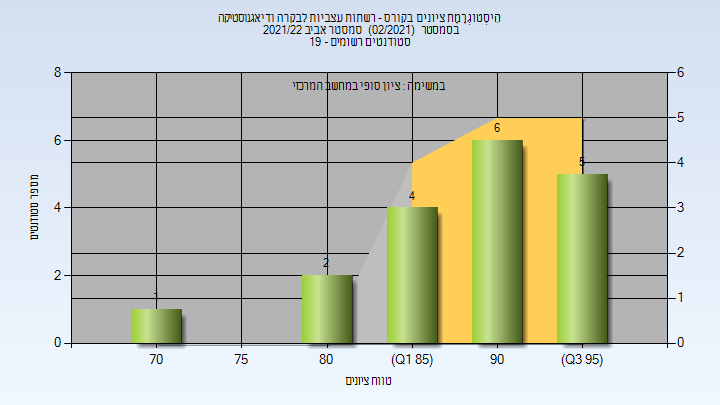 היסטוגרמת ציונים בקורס - רשתות עצביות לבקרה ודיאגנוסטיקה
בסמסטר (02/2021) סמסטר אביב 2021/22
סטודנטים רשומים - 19
במשימה : ציון סופי במחשב המרכזי
8
6
4
2
0
6
5
4
3
2
1
0
מספר סטודנטים
1
2
4
6
5
70
75
80
(Q1 85)
90
(Q3 95)
טווח ציונים